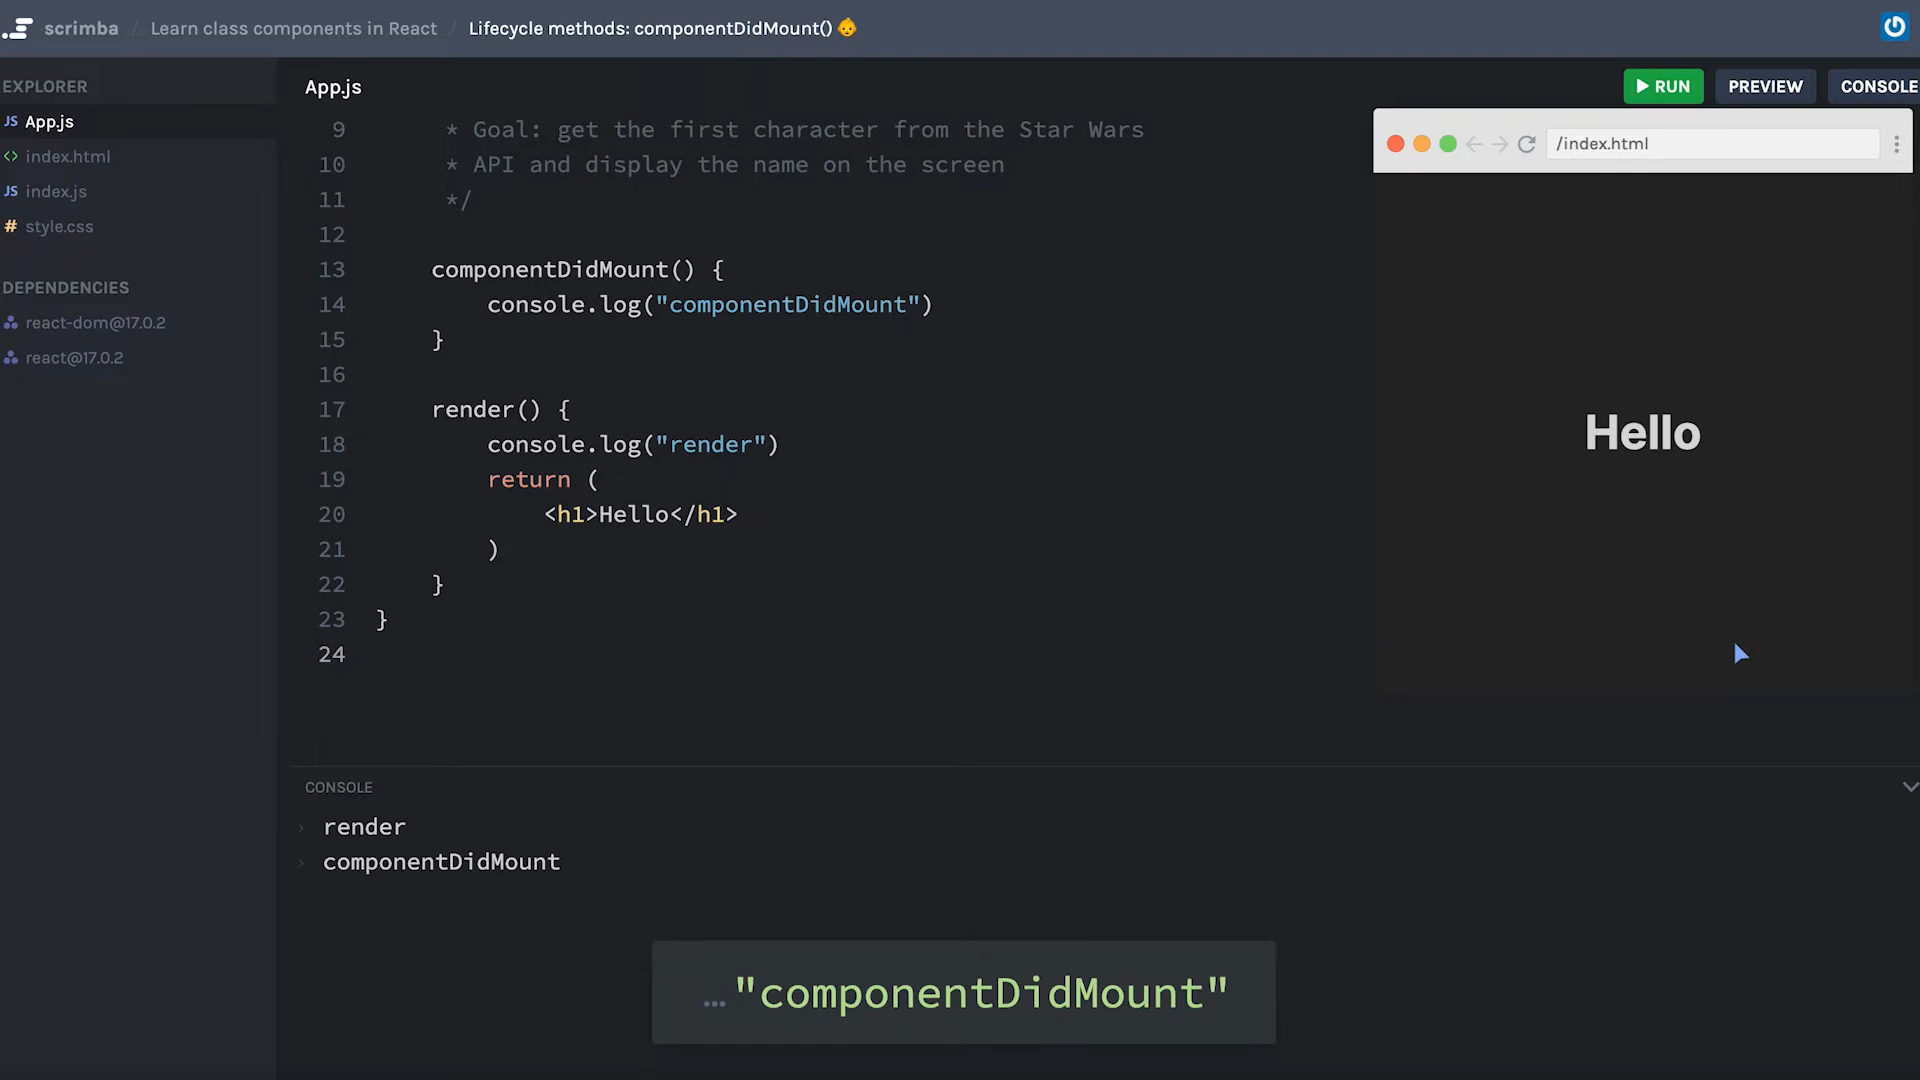 scrimba / Learn class components in React / Lifecycle methods: componentDidMount() 👶
EXPLORER
JS App.js
<> index.html
JS index.js
# style.css
DEPENDENCIES
react-dom@17.0.2
react@17.0.2
App.js
RUN
PREVIEW
CONSOLE
9 * Goal: get the first character from the Star Wars
10 * API and display the name on the screen
11 */
12
13 componentDidMount() {
14 console.log("componentDidMount")
15 }
16
17 render() {
18 console.log("render")
19 return (
20 <h1>Hello</h1>
21 )
22 }
23 }
24
/index.html
Hello
CONSOLE
› render
› componentDidMount
..."componentDidMount"